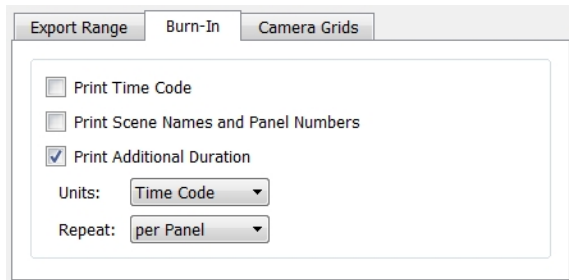 Export Range Burn-In Camera Grids
Print Time Code
Print Scene Names and Panel Numbers
Print Additional Duration
Units: Time Code
Repeat: per Panel